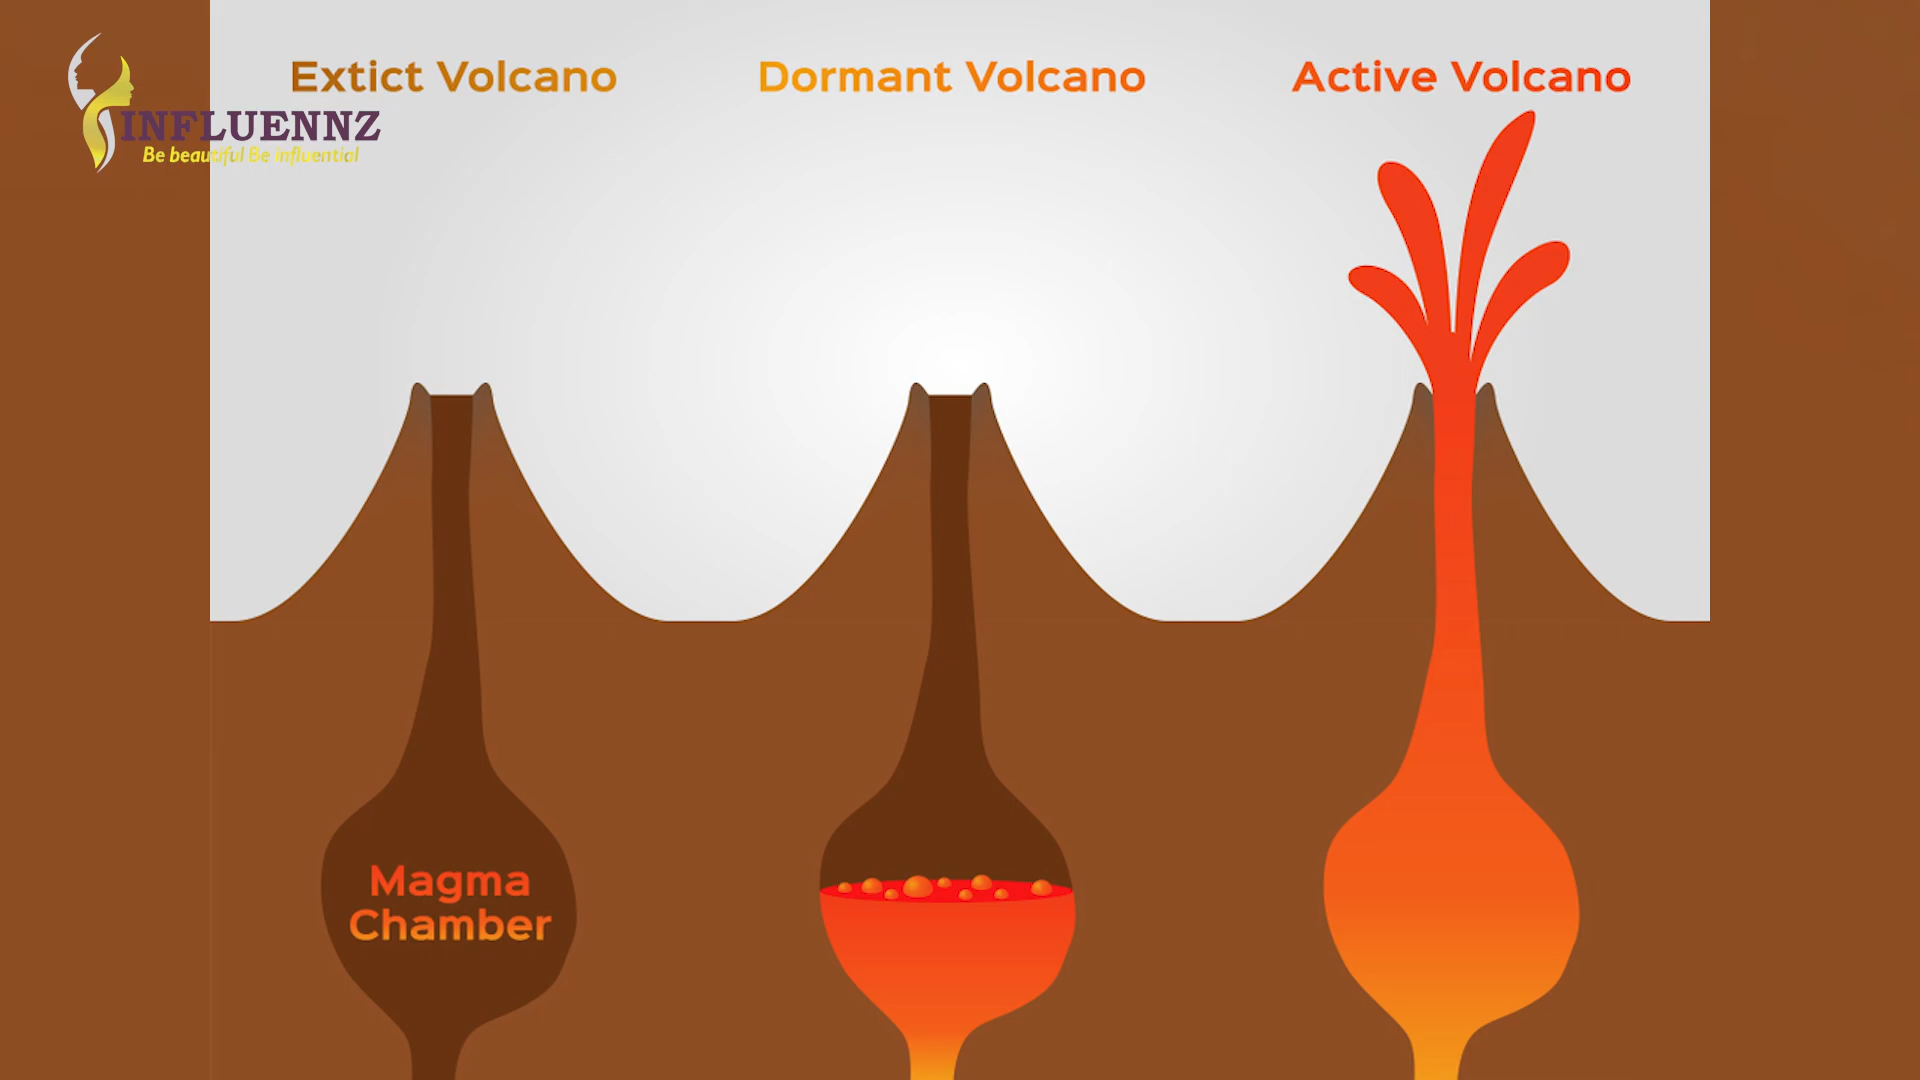 Extict Volcano
Dormant Volcano
Active Volcano
INFLUENNZ
Be beautiful Be influential
Magma
Chamber